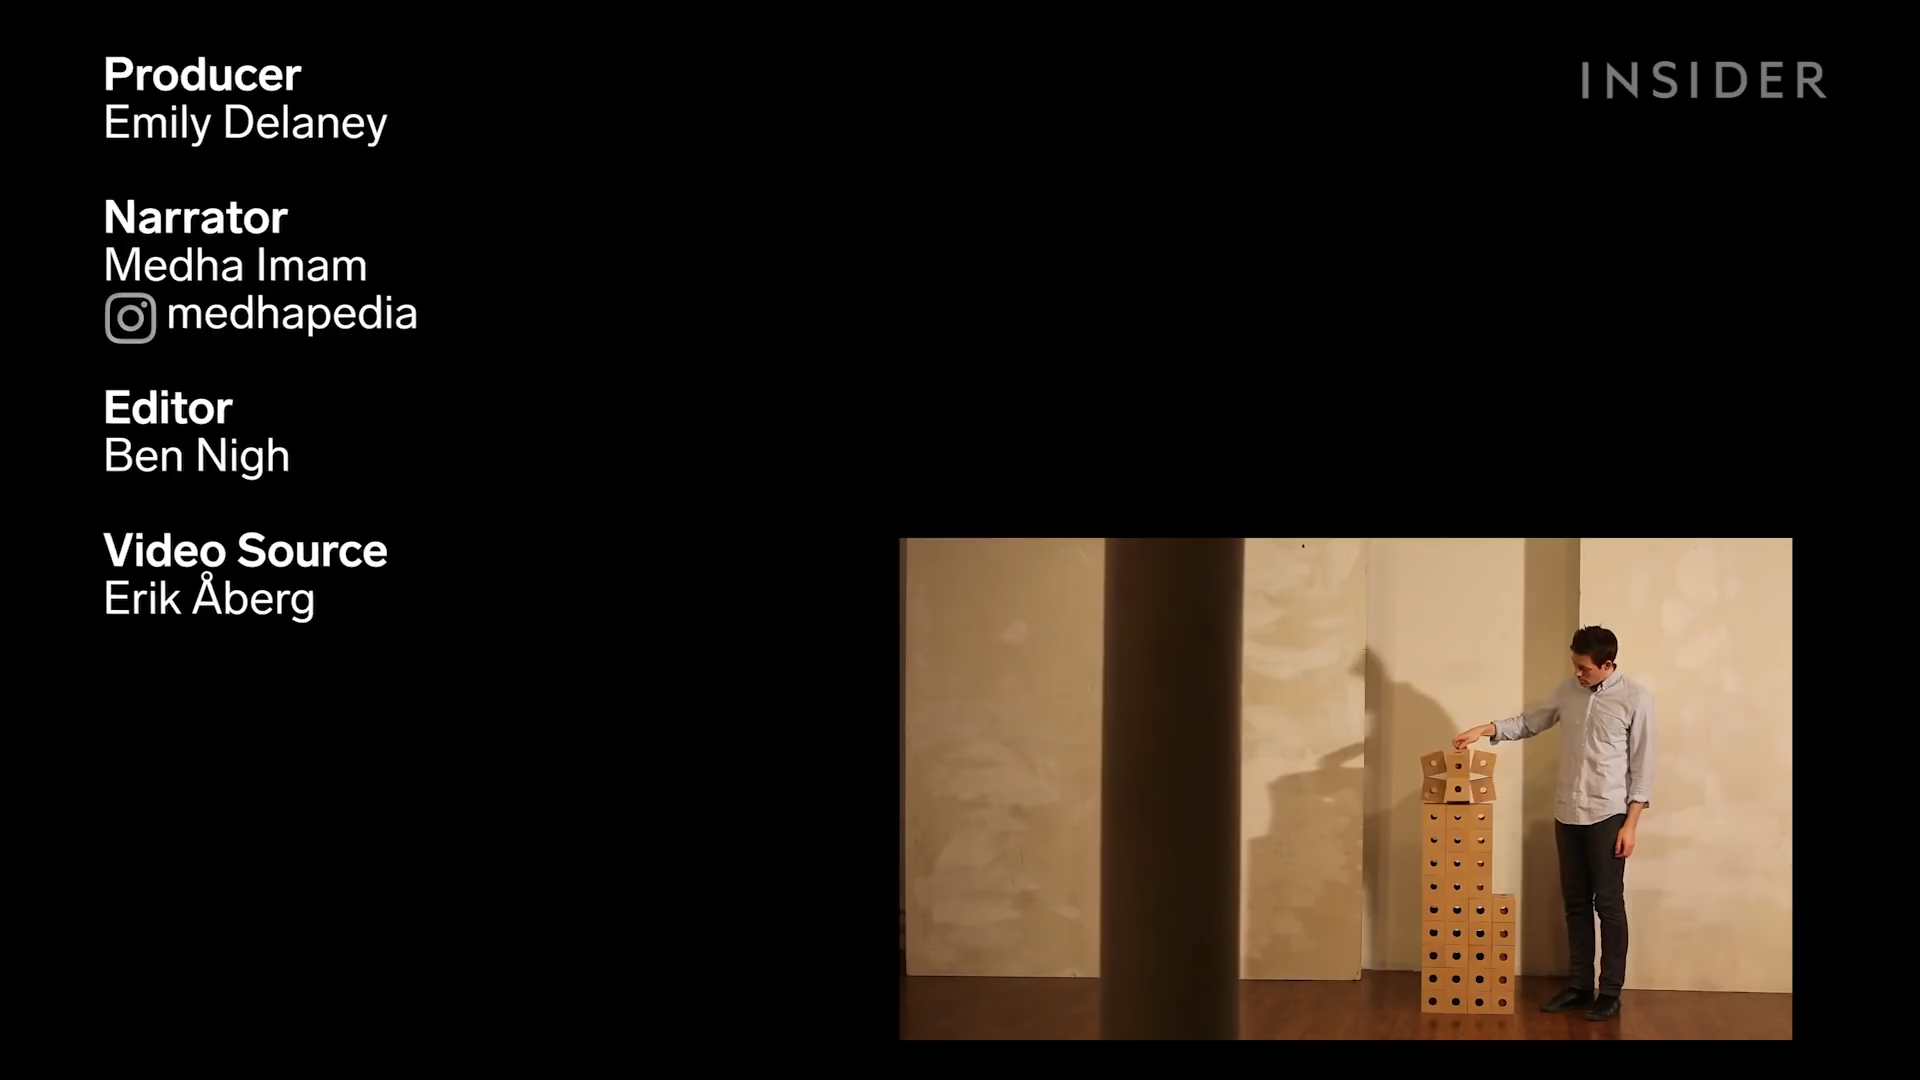 Producer
Emily Delaney
Narrator
Medha Imam
medhapedia
Editor
Ben Nigh
Video Source
Erik Åberg
INSIDER